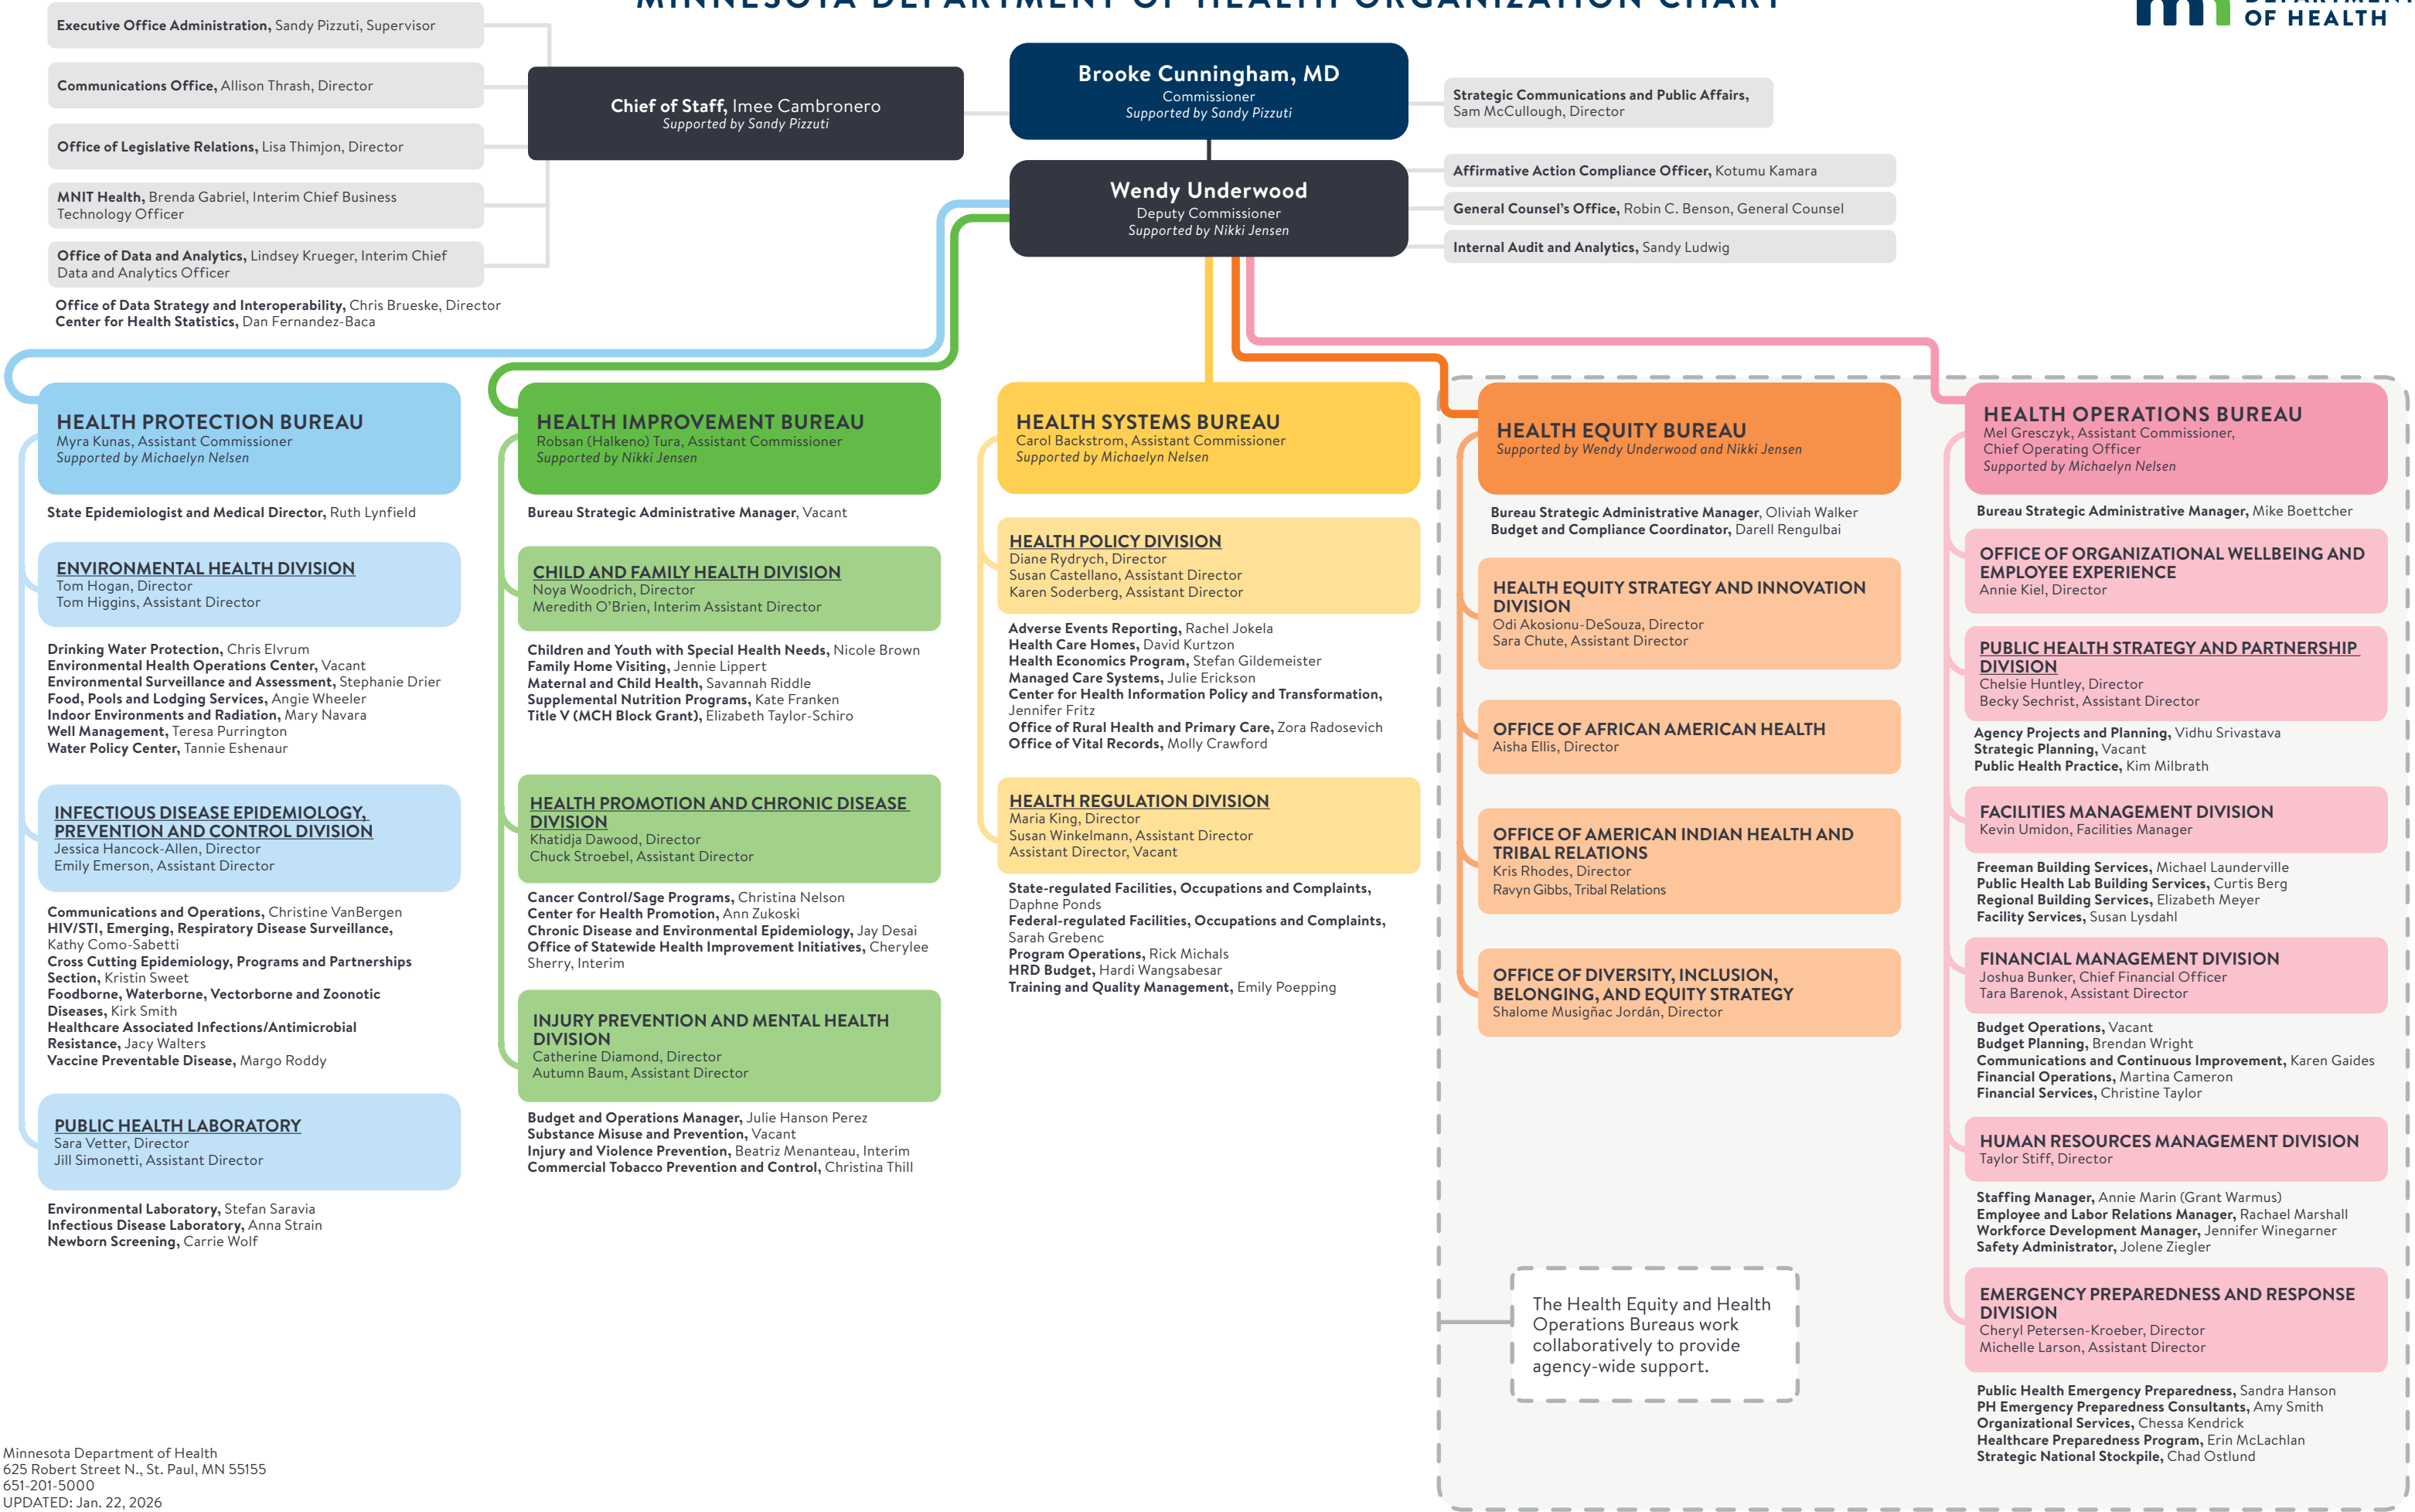 MINNESOTA DEPARTMENT OF HEALTH ORGANIZATION CHART
DEPARTMENT
OF HEALTH
Executive Office Administration, Sandy Pizzuti, Supervisor
Communications Office, Allison Thrash, Director
Office of Legislative Relations, Lisa Thimjon, Director
MNIT Health, Brenda Gabriel, Interim Chief Business
Technology Officer
Office of Data and Analytics, Lindsey Krueger, Interim Chief
Data and Analytics Officer
Office of Data Strategy and Interoperability, Chris Brueske, Director
Center for Health Statistics, Dan Fernandez-Baca
Chief of Staff, Imee Cambronero
Supported by Sandy Pizzuti
Brooke Cunningham, MD
Commissioner
Supported by Sandy Pizzuti
Wendy Underwood
Deputy Commissioner
Supported by Nikki Jensen
Strategic Communications and Public Affairs,
Sam McCullough, Director
Affirmative Action Compliance Officer, Kotumu Kamara
General Counsel's Office, Robin C. Benson, General Counsel
Internal Audit and Analytics, Sandy Ludwig
HEALTH PROTECTION BUREAU
Myra Kunas, Assistant Commissioner
Supported by Michaelyn Nelsen
State Epidemiologist and Medical Director, Ruth Lynfield
ENVIRONMENTAL HEALTH DIVISION
Tom Hogan, Director
Tom Higgins, Assistant Director
Drinking Water Protection, Chris Elvrum
Environmental Health Operations Center, Vacant
Environmental Surveillance and Assessment, Stephanie Drier
Food, Pools and Lodging Services, Angie Wheeler
Indoor Environments and Radiation, Mary Navara
Well Management, Teresa Purrington
Water Policy Center, Tannie Eshenaur
INFECTIOUS DISEASE EPIDEMIOLOGY,
PREVENTION AND CONTROL DIVISION
Jessica Hancock-Allen, Director
Emily Emerson, Assistant Director
Communications and Operations, Christine VanBergen
HIV/STI, Emerging, Respiratory Disease Surveillance,
Kathy Como-Sabetti
Cross Cutting Epidemiology, Programs and Partnerships
Section, Kristin Sweet
Foodborne, Waterborne, Vectorborne and Zoonotic
Diseases, Kirk Smith
Healthcare Associated Infections/Antimicrobial
Resistance, Jacy Walters
Vaccine Preventable Disease, Margo Roddy
PUBLIC HEALTH LABORATORY
Sara Vetter, Director
Jill Simonetti, Assistant Director
Environmental Laboratory, Stefan Saravia
Infectious Disease Laboratory, Anna Strain
Newborn Screening, Carrie Wolf
HEALTH IMPROVEMENT BUREAU
Robsan (Halkeno) Tura, Assistant Commissioner
Supported by Nikki Jensen
Bureau Strategic Administrative Manager, Vacant
CHILD AND FAMILY HEALTH DIVISION
Noya Woodrich, Director
Meredith O'Brien, Interim Assistant Director
Children and Youth with Special Health Needs, Nicole Brown
Family Home Visiting, Jennie Lippert
Maternal and Child Health, Savannah Riddle
Supplemental Nutrition Programs, Kate Franken
Title V (MCH Block Grant), Elizabeth Taylor-Schiro
HEALTH PROMOTION AND CHRONIC DISEASE
DIVISION
Khatidja Dawood, Director
Chuck Stroebel, Assistant Director
Cancer Control/Sage Programs, Christina Nelson
Center for Health Promotion, Ann Zukoski
Chronic Disease and Environmental Epidemiology, Jay Desai
Office of Statewide Health Improvement Initiatives, Cherylee
Sherry, Interim
INJURY PREVENTION AND MENTAL HEALTH
DIVISION
Catherine Diamond, Director
Autumn Baum, Assistant Director
Budget and Operations Manager, Julie Hanson Perez
Substance Misuse and Prevention, Vacant
Injury and Violence Prevention, Beatriz Menanteau, Interim
Commercial Tobacco Prevention and Control, Christina Thill
HEALTH SYSTEMS BUREAU
Carol Backstrom, Assistant Commissioner
Supported by Michaelyn Nelsen
HEALTH POLICY DIVISION
Diane Rydrych, Director
Susan Castellano, Assistant Director
Karen Soderberg, Assistant Director
Adverse Events Reporting, Rachel Jokela
Health Care Homes, David Kurtzon
Health Economics Program, Stefan Gildemeister
Managed Care Systems, Julie Erickson
Center for Health Information Policy and Transformation,
Jennifer Fritz
Office of Rural Health and Primary Care, Zora Radosevich
Office of Vital Records, Molly Crawford
HEALTH REGULATION DIVISION
Maria King, Director
Susan Winkelmann, Assistant Director
Assistant Director, Vacant
State-regulated Facilities, Occupations and Complaints,
Daphne Ponds
Federal-regulated Facilities, Occupations and Complaints,
Sarah Grebenc
Program Operations, Rick Michals
HRD Budget, Hardi Wangsabesar
Training and Quality Management, Emily Poepping
HEALTH EQUITY BUREAU
Supported by Wendy Underwood and Nikki Jensen
Bureau Strategic Administrative Manager, Oliviah Walker
Budget and Compliance Coordinator, Darell Rengulbai
HEALTH EQUITY STRATEGY AND INNOVATION
DIVISION
Odi Akosionu-DeSouza, Director
Sara Chute, Assistant Director
OFFICE OF AFRICAN AMERICAN HEALTH
Aisha Ellis, Director
OFFICE OF AMERICAN INDIAN HEALTH AND
TRIBAL RELATIONS
Kris Rhodes, Director
Ravyn Gibbs, Tribal Relations
OFFICE OF DIVERSITY, INCLUSION,
BELONGING, AND EQUITY STRATEGY
Shalome Musigñac Jordán, Director
The Health Equity and Health
Operations Bureaus work
collaboratively to provide
agency-wide support.
HEALTH OPERATIONS BUREAU
Mel Gresczyk, Assistant Commissioner,
Chief Operating Officer
Supported by Michaelyn Nelsen
Bureau Strategic Administrative Manager, Mike Boettcher
OFFICE OF ORGANIZATIONAL WELLBEING AND
EMPLOYEE EXPERIENCE
Annie Kiel, Director
PUBLIC HEALTH STRATEGY AND PARTNERSHIP
DIVISION
Chelsie Huntley, Director
Becky Sechrist, Assistant Director
Agency Projects and Planning, Vidhu Srivastava
Strategic Planning, Vacant
Public Health Practice, Kim Milbrath
FACILITIES MANAGEMENT DIVISION
Kevin Umidon, Facilities Manager
Freeman Building Services, Michael Launderville
Public Health Lab Building Services, Curtis Berg
Regional Building Services, Elizabeth Meyer
Facility Services, Susan Lysdahl
FINANCIAL MANAGEMENT DIVISION
Joshua Bunker, Chief Financial Officer
Tara Barenok, Assistant Director
Budget Operations, Vacant
Budget Planning, Brendan Wright
Communications and Continuous Improvement, Karen Gaides
Financial Operations, Martina Cameron
Financial Services, Christine Taylor
HUMAN RESOURCES MANAGEMENT DIVISION
Taylor Stiff, Director
Staffing Manager, Annie Marin (Grant Warmus)
Employee and Labor Relations Manager, Rachael Marshall
Workforce Development Manager, Jennifer Winegarner
Safety Administrator, Jolene Ziegler
EMERGENCY PREPAREDNESS AND RESPONSE
DIVISION
Cheryl Petersen-Kroeber, Director
Michelle Larson, Assistant Director
Public Health Emergency Preparedness, Sandra Hanson
PH Emergency Preparedness Consultants, Amy Smith
Organizational Services, Chessa Kendrick
Healthcare Preparedness Program, Erin McLachlan
Strategic National Stockpile, Chad Ostlund
Minnesota Department of Health
625 Robert Street N., St. Paul, MN 55155
651-201-5000
UPDATED: Jan. 22, 2026